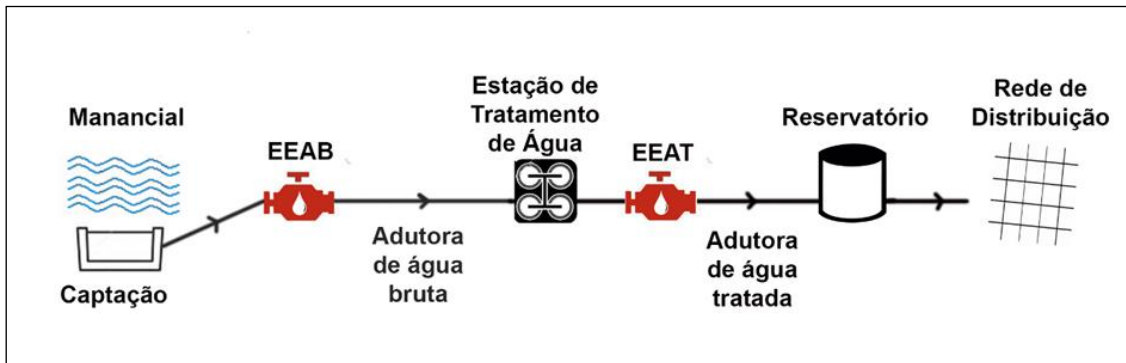 Manancial
Captação
EEAB
Adutora
de água
bruta
Estação de
Tratamento
de Água
EEAT
Adutora
de água
tratada
Reservatório
Rede de
Distribuição